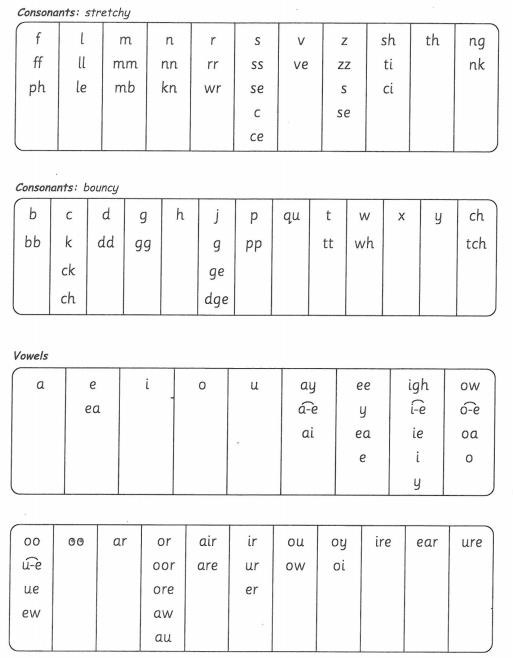 Consonants: stretchy
f l m n r s v z sh th ng
ff ll mm nn rr ss ve zz ti nk
ph le mb kn wr se s ci
c se
ce
Consonants: bouncy
b c d g h j p qu t w x y ch
bb k dd gg g pp tt wh tch
ck ge
ch dge
Vowels
a e i o u ay ee igh ow
ea a-e y i-e o-e
ai ea ie oa
e i o
y
oo oo ar or air ir ou oy ire ear ure
u-e oor are ur ow oi
ue ore er
ew aw
au